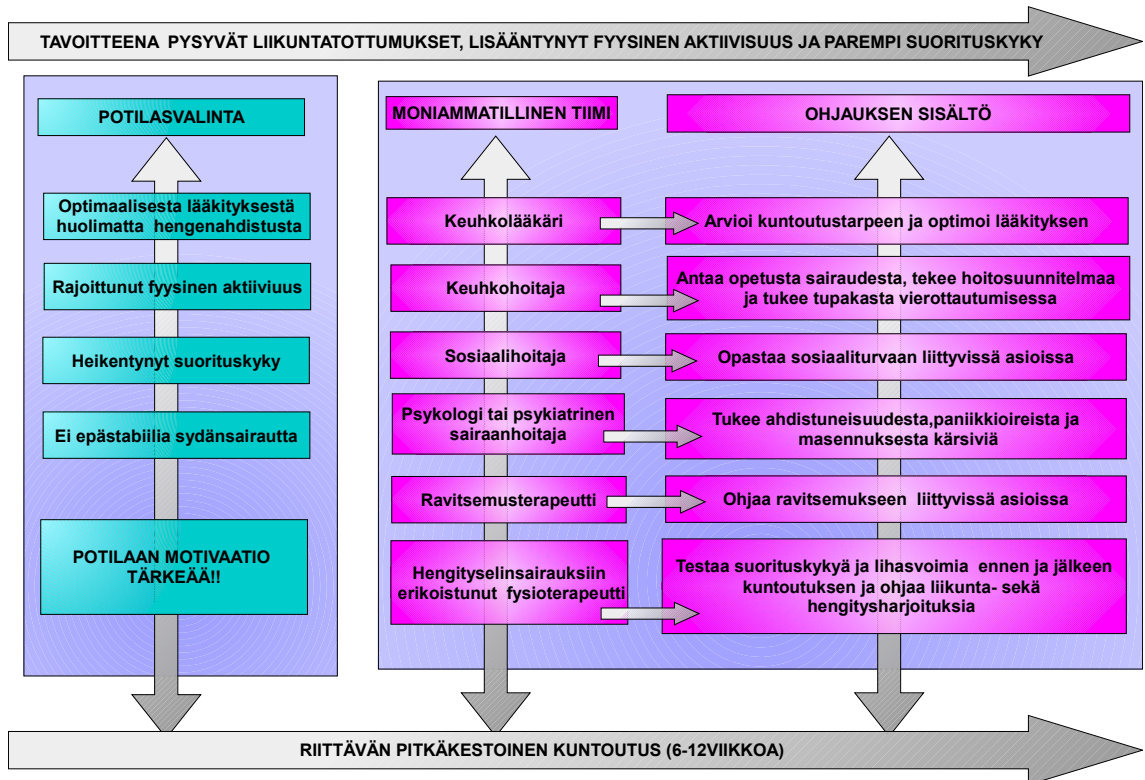 TAVOITTEENA PYSYVÄT LIIKUNTATOTTUMUKSET, LISÄÄNTYNYT FYYSINEN AKTIIVISUUS JA PAREMPI SUORITUSKYKY
POTILASVALINTA
Optimaalisesta lääkityksestä
huolimatta hengenahdistusta
Rajoittunut fyysinen aktiiviuus
Heikentynyt suorituskyky
Ei epästabiilia sydänsairautta
POTILAAN MOTIVAATIO
TÄRKEÄÄ!!
MONIAMMATILLINEN TIIMI
OHJAUKSEN SISÄLTÖ
Keuhkolääkäri
Arvioi kuntoutustarpeen ja optimoi lääkityksen
Keuhkohoitaja
Antaa opetusta sairaudesta, tekee hoitosuunnitelmaa
ja tukee tupakasta vierottautumisessa
Sosiaalihoitaja
Opastaa sosiaaliturvaan liittyvissä asioissa
Psykologi tai psykiatrinen
sairaanhoitaja
Tukee ahdistuneisuudesta,paniikkioireista ja
masennuksesta kärsiviä
Ravitsemusterapeutti
Ohjaa ravitsemukseen liittyvissä asioissa
Hengityselinsairauksiin
erikoistunut fysioterapeutti
Testaa suorituskykyä ja lihasvoimia ennen ja jälkeen
kuntoutuksen ja ohjaa liikunta- sekä
hengitysharjoituksia
RIITTÄVÄN PITKÄKESTOINEN KUNTOUTUS (6-12VIIKKOA)